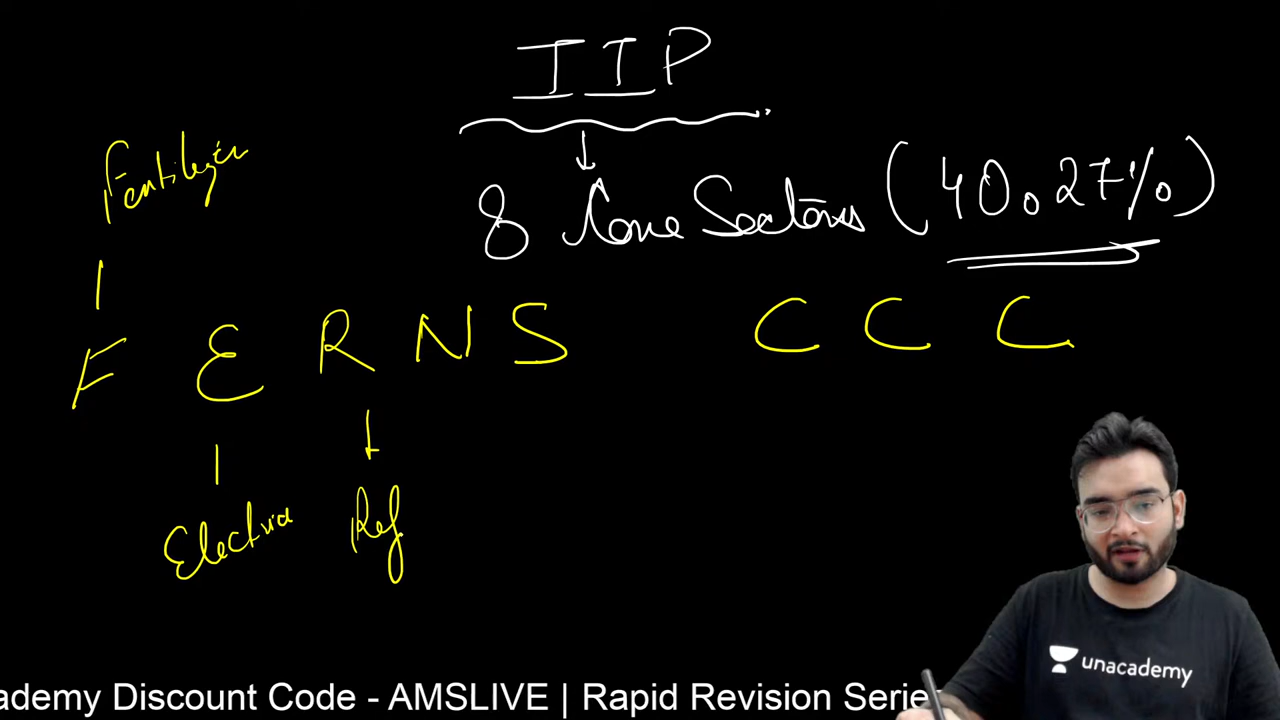 IIP
Fertilizer
8 Core Sectors (40.27%)
F E R N S C C C
Electric
Ref
unacademy
ademy Discount Code - AMSLIVE | Rapid Revision Serie